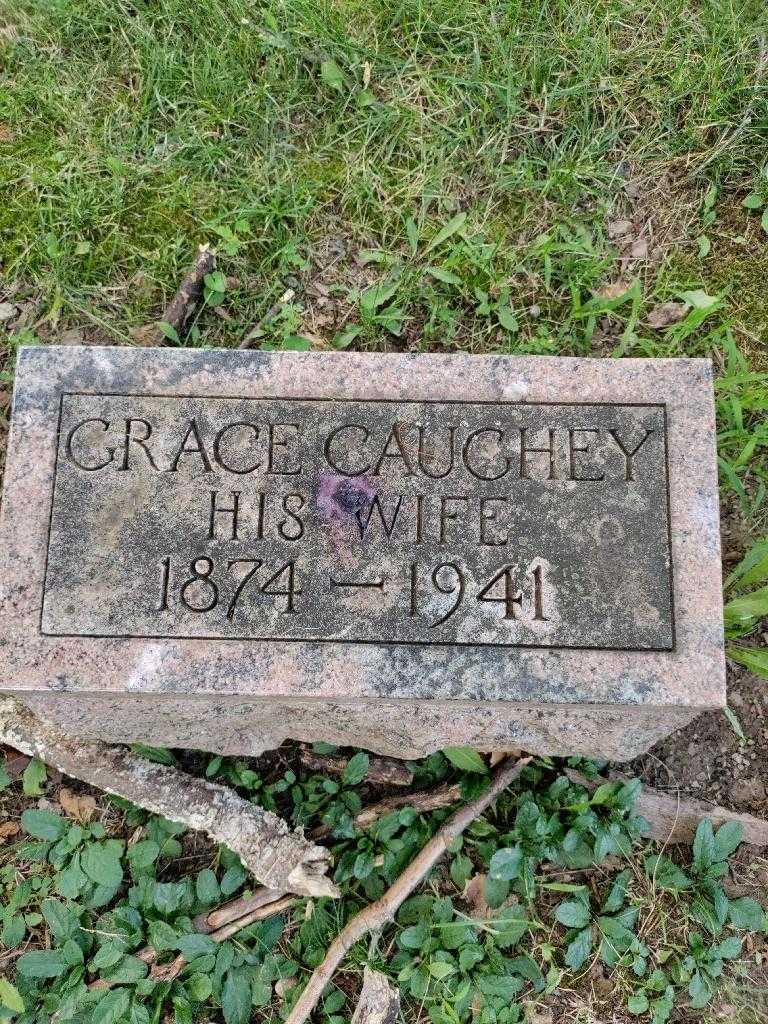 GRACE CAUGHEY
HIS WIFE
1874 – 1941